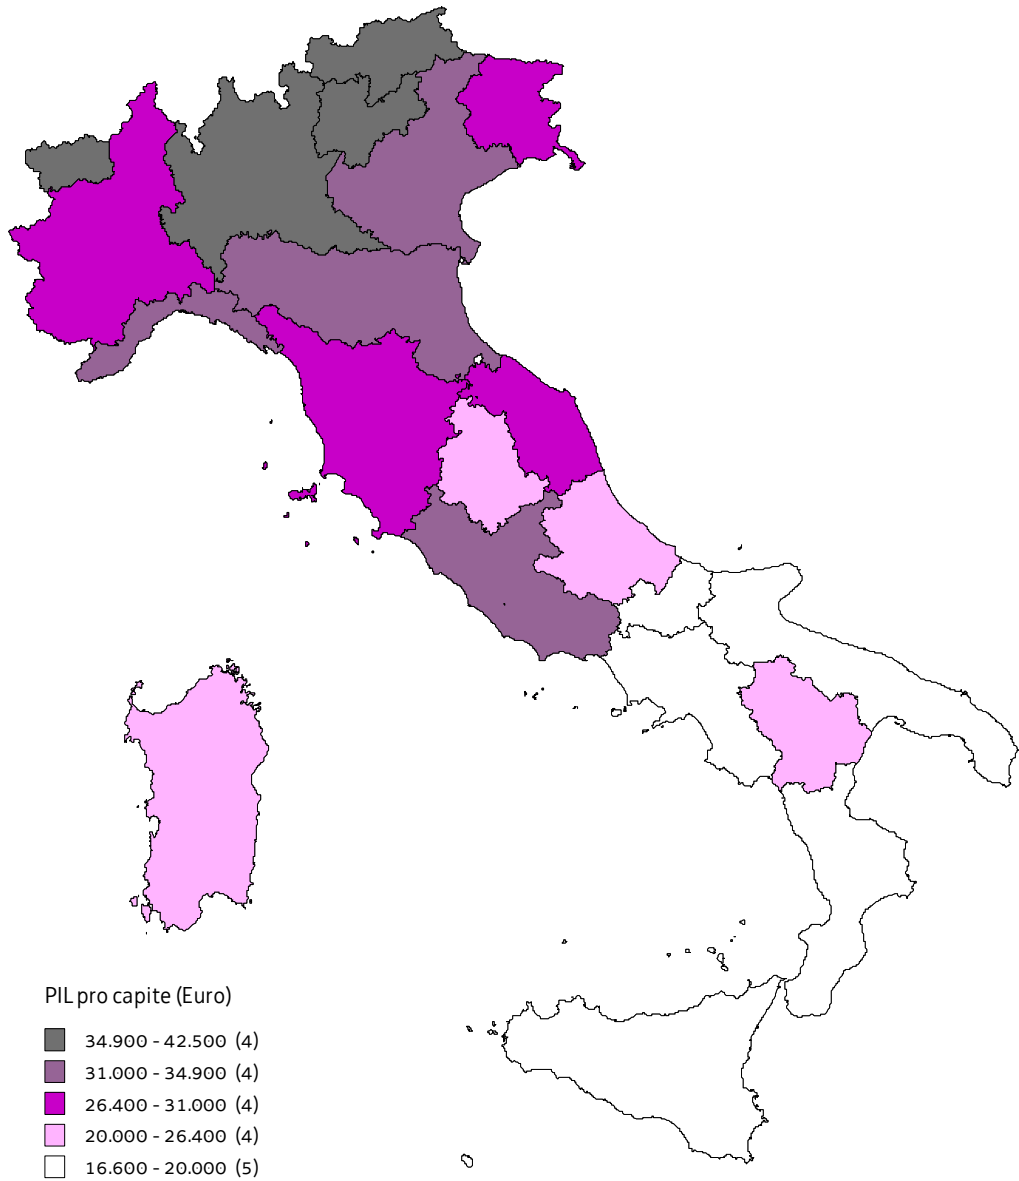 PIL pro capite (Euro)
34.900 - 42.500 (4)
31.000 - 34.900 (4)
26.400 - 31.000 (4)
20.000 - 26.400 (4)
16.600 - 20.000 (5)